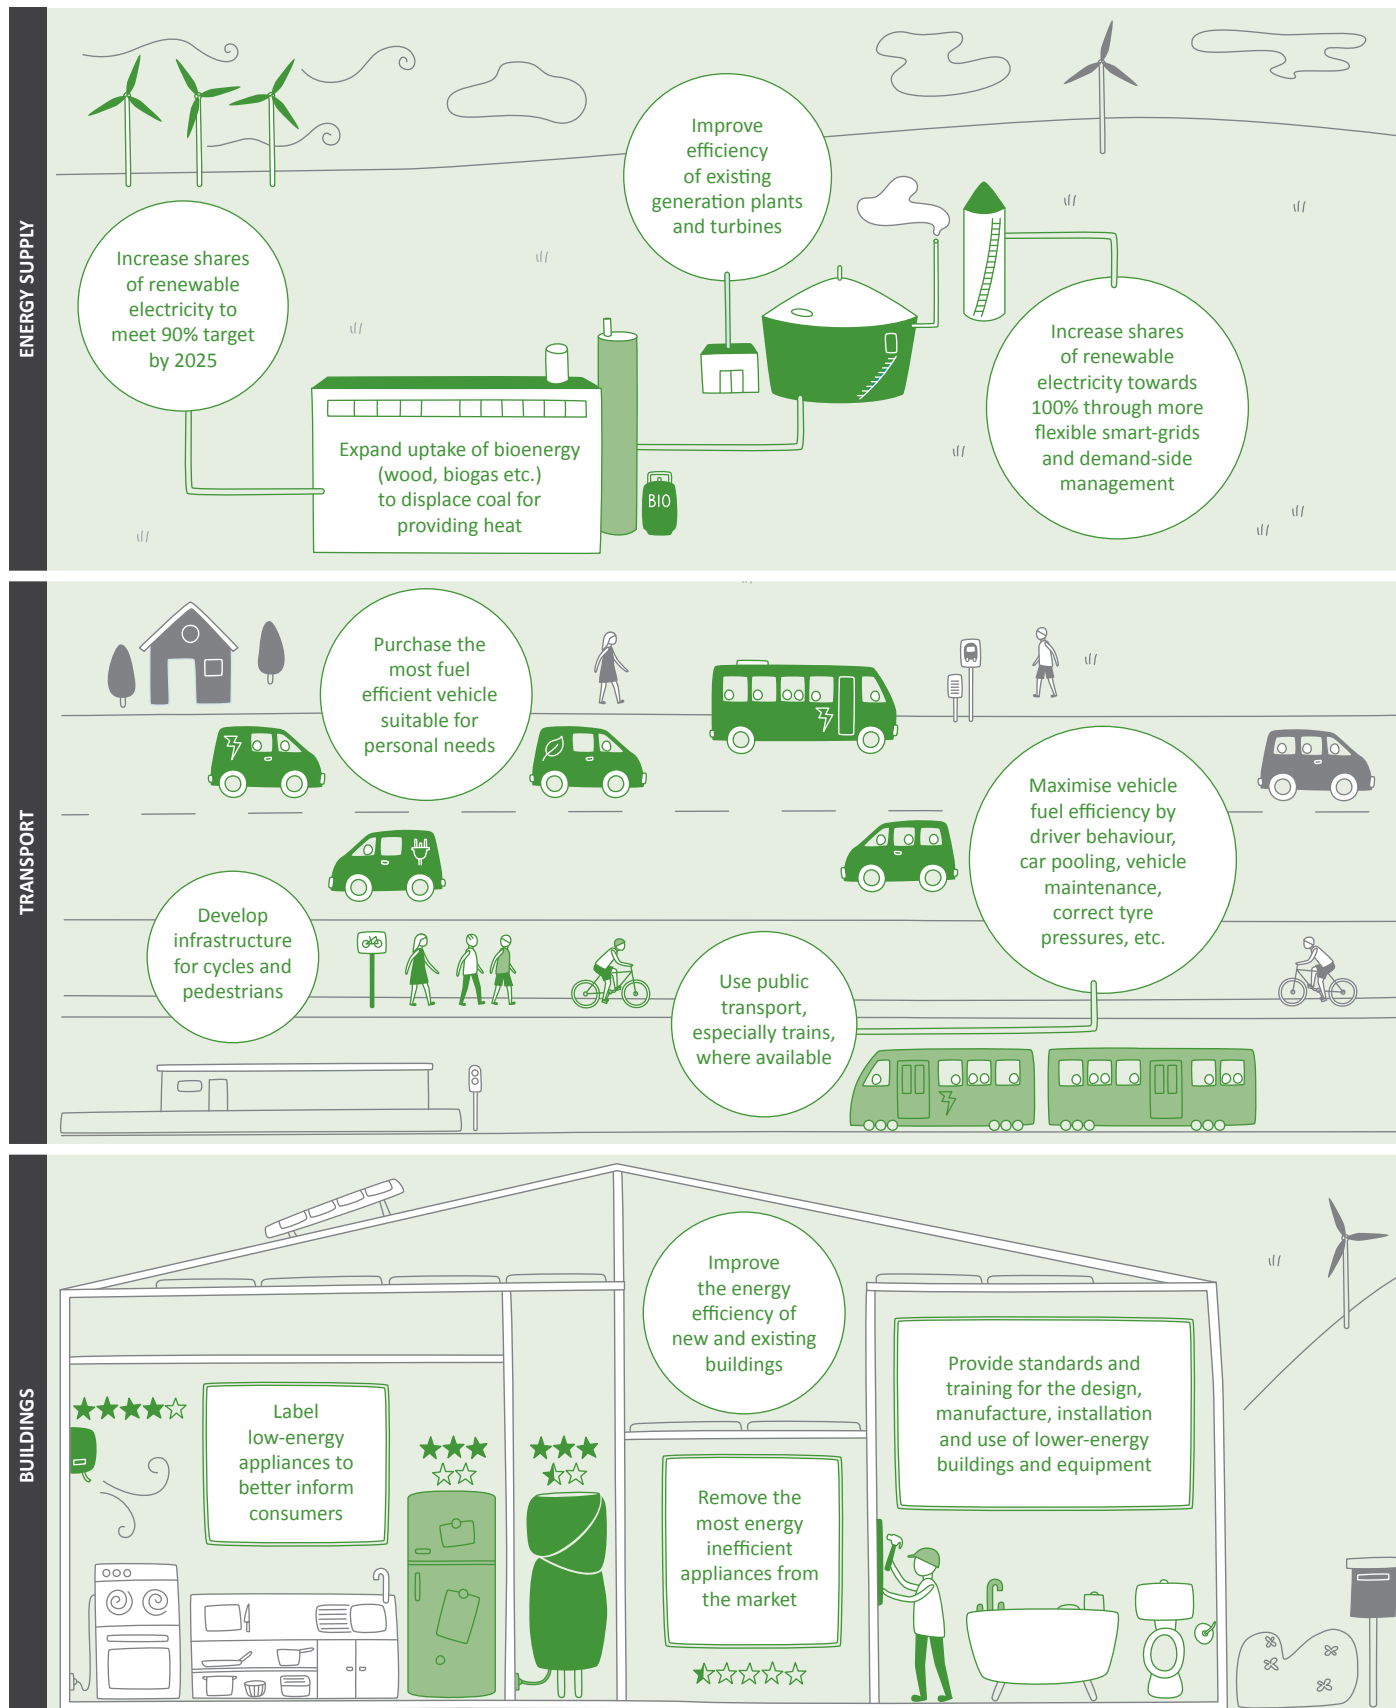 ENERGY SUPPLY
Increase shares
of renewable
electricity to
meet 90% target
by 2025
Improve
efficiency
of existing
generation plants
and turbines
Expand uptake of bioenergy
(wood, biogas etc.)
to displace coal for
providing heat
BIO
Increase shares
of renewable
electricity towards
100% through more
flexible smart-grids
and demand-side
management
TRANSPORT
Purchase the
most fuel
efficient vehicle
suitable for
personal needs
Maximise vehicle
fuel efficiency by
driver behaviour,
car pooling, vehicle
maintenance,
correct tyre
pressures, etc.
Develop
infrastructure
for cycles and
pedestrians
Use public
transport,
especially trains,
where available
BUILDINGS
Improve
the energy
efficiency of
new and existing
buildings
Label
low-energy
appliances to
better inform
consumers
Provide standards and
training for the design,
manufacture, installation
and use of lower-energy
buildings and equipment
Remove the
most energy
inefficient
appliances from
the market